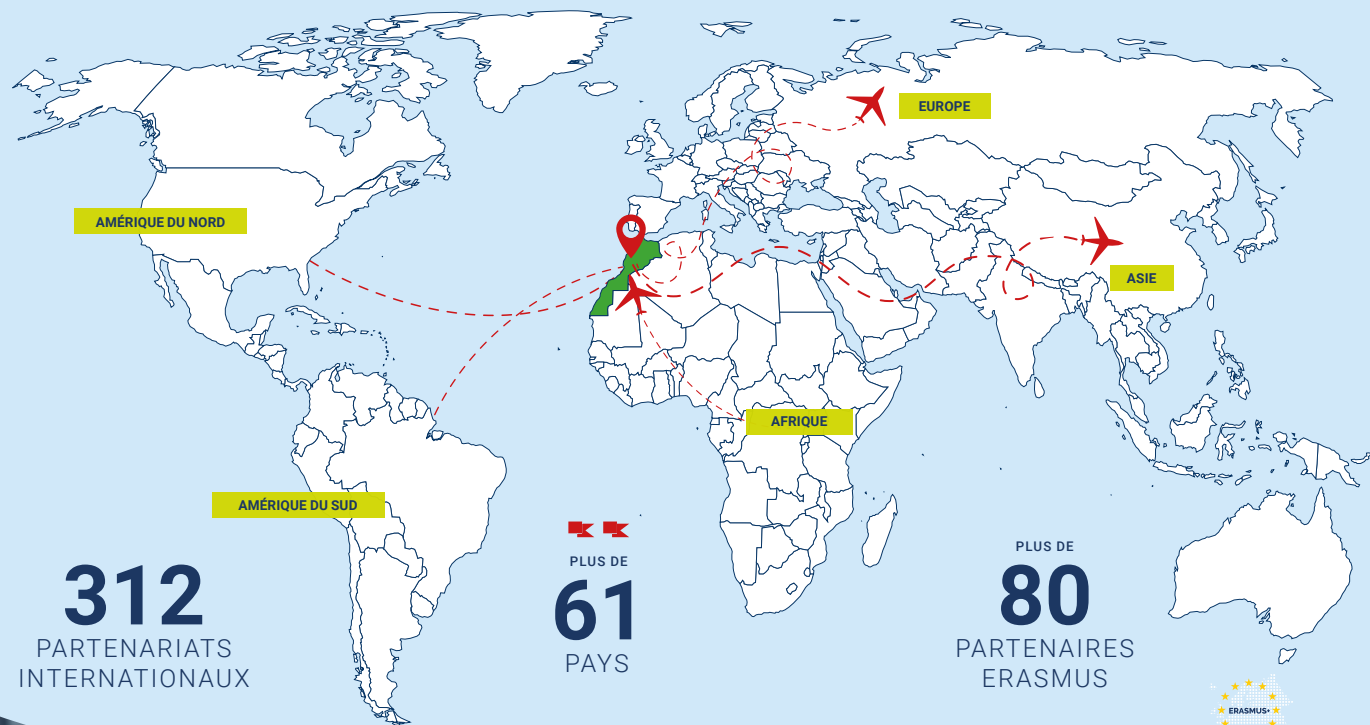 EUROPE
AMÉRIQUE DU NORD
ASIE
AFRIQUE
AMÉRIQUE DU SUD
312
PARTENARIATS
INTERNATIONAUX
PLUS DE
61
PAYS
PLUS DE
80
PARTENAIRES
ERASMUS
ERASMUS+